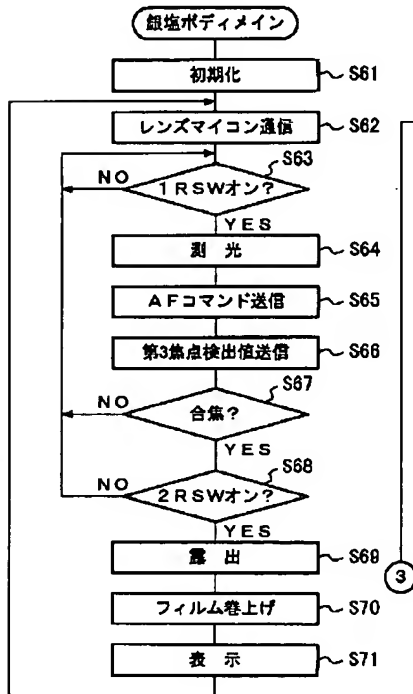 銀塩ボディメイン
初期化 S61
レンズマイコン通信 S62
S63
NO
1RSWオン?
YES
測 光 S64
AFコマンド送信 S65
第3焦点検出値送信 S66
S67
NO
合焦?
YES
S68
NO
2RSWオン?
YES
露 出 S69
3
フィルム巻上げ S70
表 示 S71